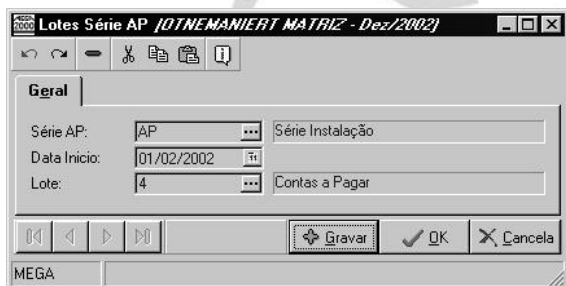 Lotes Série AP [OTNEMANIERT MATRIZ - Dez/2002]
Geral
Série AP: AP ... Série Instalação
Data Inicio: 01/02/2002
Lote: 4 ... Contas a Pagar
Gravar OK Cancela
MEGA